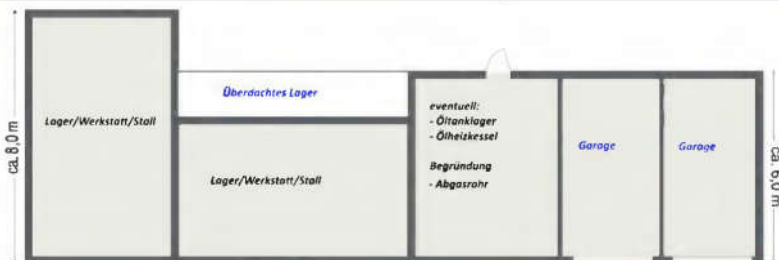 ca. 8,0 m
Lager/Werkstatt/Stall
Überdachtes Lager
Lager/Werkstatt/Stall
eventuell:
- Öltanklager
- Ölheizkessel
Begründung
- Abgasrohr
Garage
Garage
ca. 6,0 m